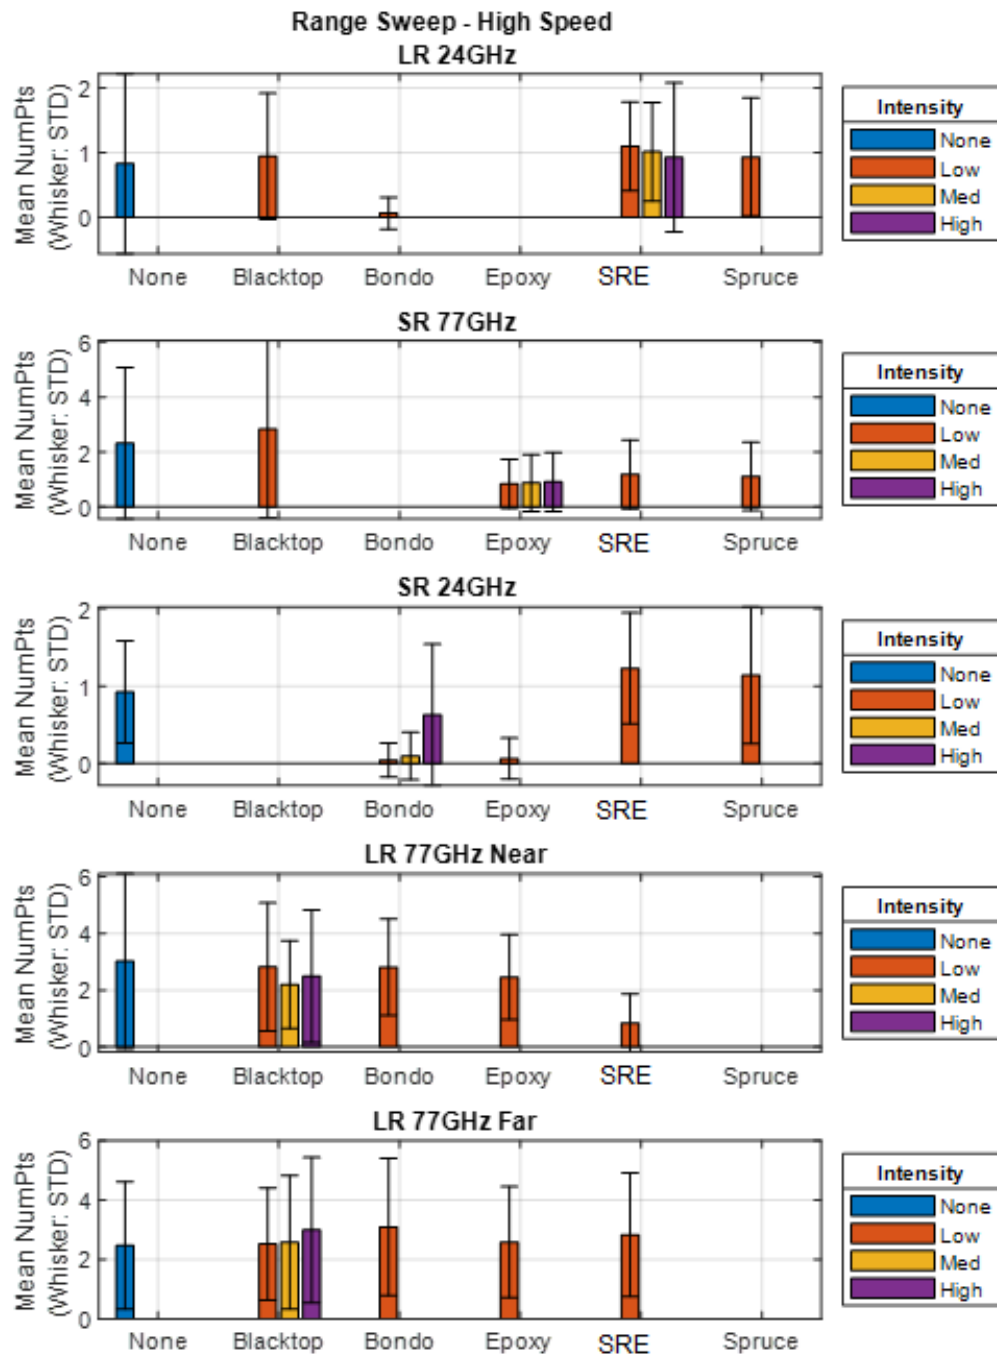 Range Sweep - High Speed
LR 24GHz
Mean NumPts
(Whisker: STD)
2
1
0
None Blacktop Bondo Epoxy SRE Spruce
Intensity
None
Low
Med
High
SR 77GHz
Mean NumPts
(Whisker: STD)
6
4
2
0
None Blacktop Bondo Epoxy SRE Spruce
Intensity
None
Low
Med
High
SR 24GHz
Mean NumPts
(Whisker: STD)
2
1
0
None Blacktop Bondo Epoxy SRE Spruce
Intensity
None
Low
Med
High
LR 77GHz Near
Mean NumPts
(Whisker: STD)
6
4
2
0
None Blacktop Bondo Epoxy SRE Spruce
Intensity
None
Low
Med
High
LR 77GHz Far
Mean NumPts
(Whisker: STD)
6
4
2
0
None Blacktop Bondo Epoxy SRE Spruce
Intensity
None
Low
Med
High